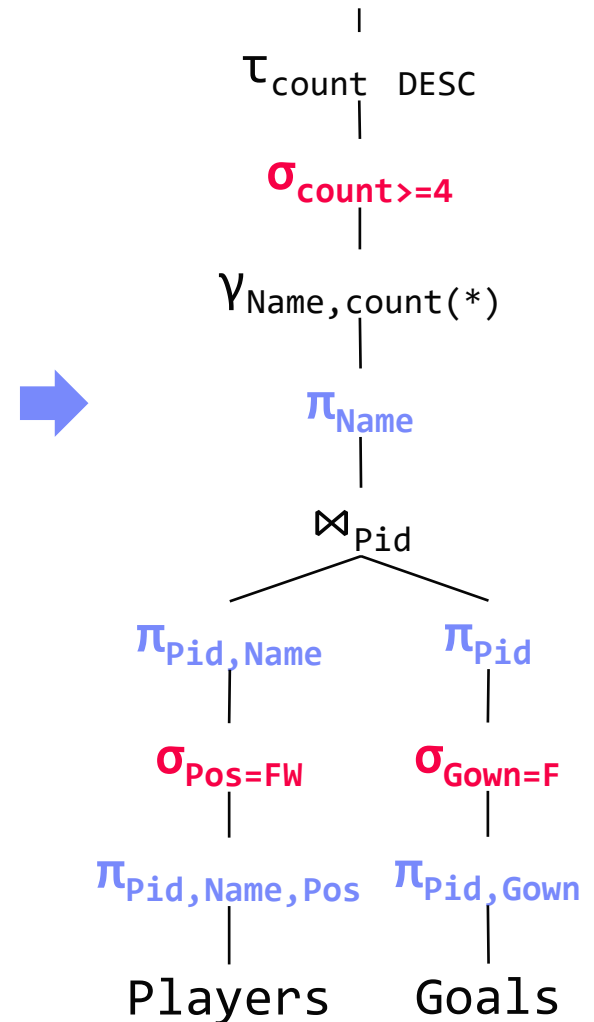 τcount DESC
σcount>=4
γName,count(*)
πName
⋈Pid
πPid,Name πPid
σPos=FW σGown=F
πPid,Name,Pos πPid,Gown
Players Goals